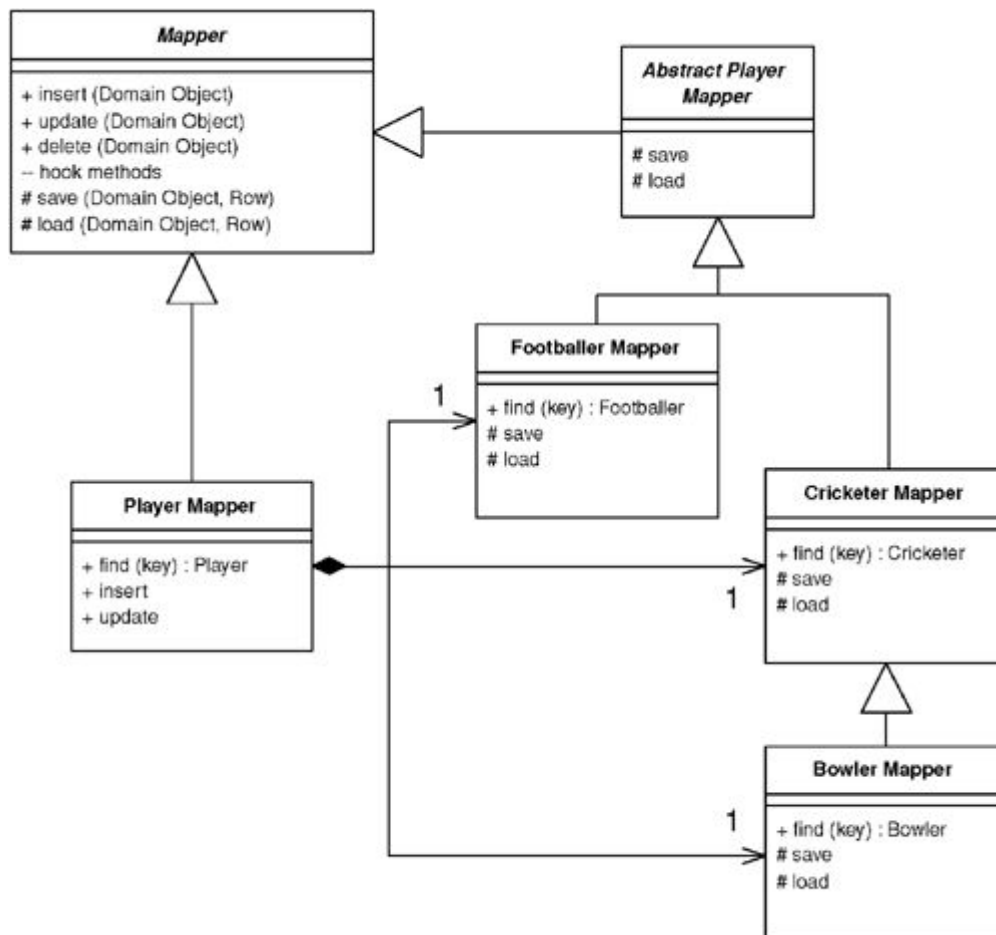 Mapper
+ insert (Domain Object)
+ update (Domain Object)
+ delete (Domain Object)
-- hook methods
# save (Domain Object, Row)
# load (Domain Object, Row)
Abstract Player
Mapper
# save
# load
Footballer Mapper
+ find (key) : Footballer
# save
# load
1
Player Mapper
+ find (key) : Player
+ insert
+ update
Cricketer Mapper
+ find (key) : Cricketer
# save
# load
1
Bowler Mapper
+ find (key) : Bowler
# save
# load
1